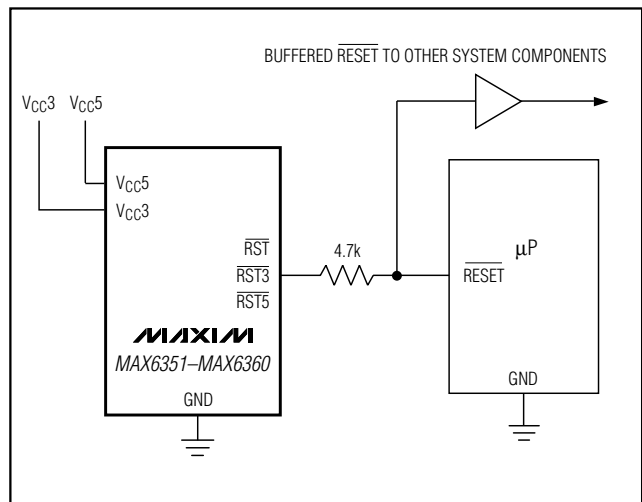 BUFFERED RESET TO OTHER SYSTEM COMPONENTS
VCC3 VCC5
VCC5
VCC3
RST
RST3
RST5
4.7k
RESET
µP
MAXIM
MAX6351–MAX6360
GND
GND